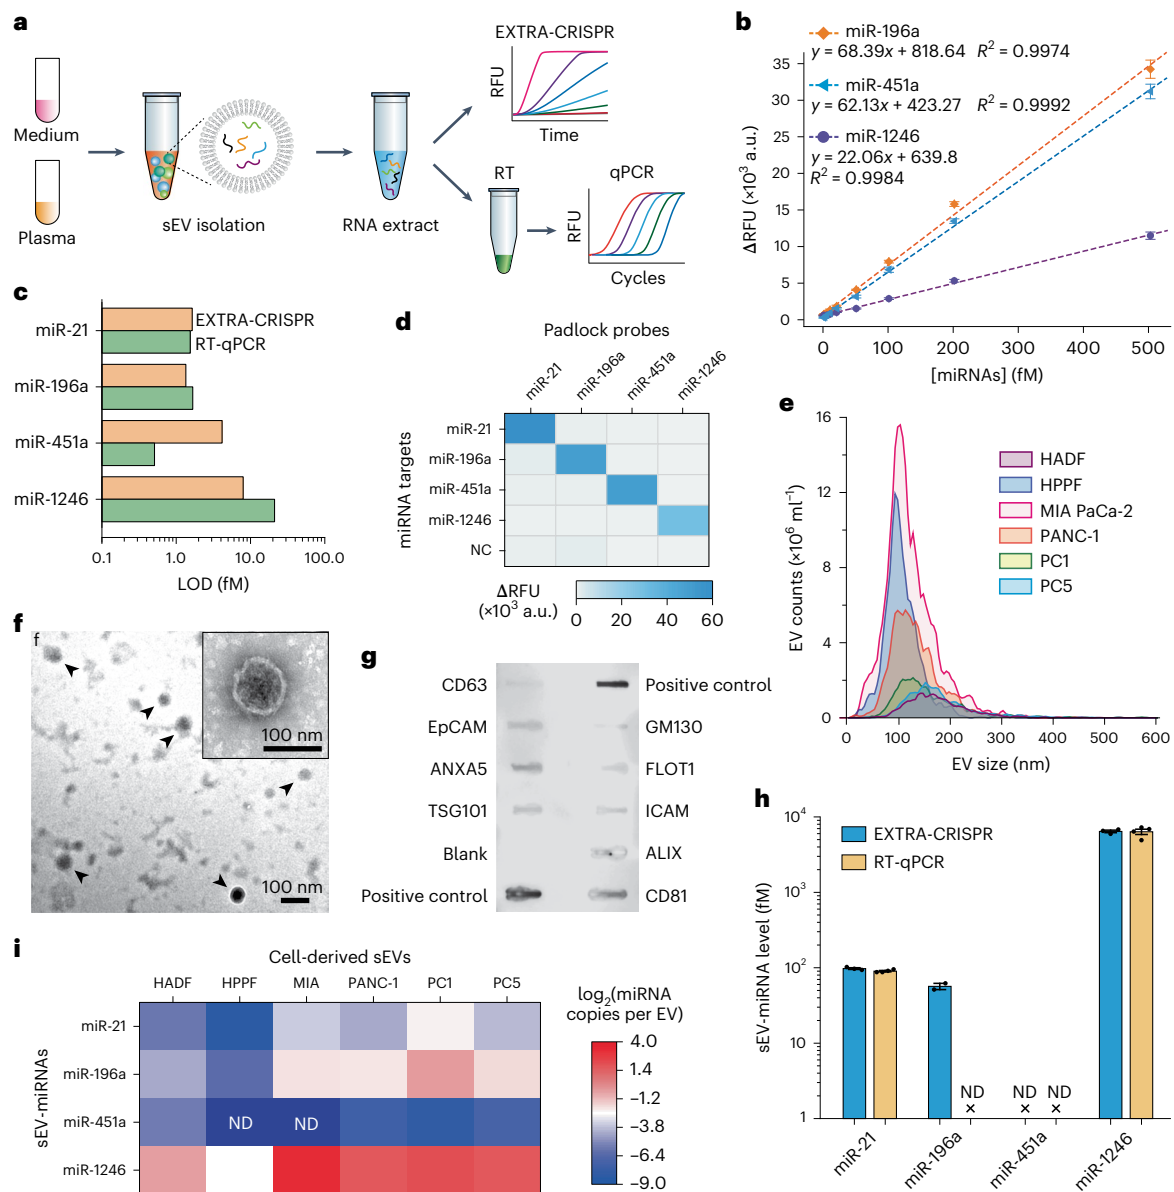 a
Medium
Plasma
sEV isolation
RNA extract
EXTRA-CRISPR
RFU
Time
RT
qPCR
RFU
Cycles
b
miR-196a
y = 68.39x + 818.64 R² = 0.9974
miR-451a
y = 62.13x + 423.27 R² = 0.9992
miR-1246
y = 22.06x + 639.8
R² = 0.9984
ΔRFU (×10³ a.u.)
35
30
25
20
15
10
5
0
0 100 200 300 400 500
[miRNAs] (fM)
c
miR-21
miR-196a
miR-451a
miR-1246
EXTRA-CRISPR
RT-qPCR
0.1 1.0 10.0 100.0
LOD (fM)
d
Padlock probes
miR-21 miR-196a miR-451a miR-1246
miRNA targets
miR-21
miR-196a
miR-451a
miR-1246
NC
ΔRFU
(×10³ a.u.)
0 20 40 60
e
EV counts (×10⁶ ml⁻¹)
16
12
8
4
0
0 100 200 300 400 500 600
EV size (nm)
HADF
HPPF
MIA PaCa-2
PANC-1
PC1
PC5
f
f
100 nm
100 nm
g
CD63
EpCAM
ANXA5
TSG101
Blank
Positive control
Positive control
GM130
FLOT1
ICAM
ALIX
CD81
h
sEV-miRNA level (fM)
10⁴
10³
10²
10
1
EXTRA-CRISPR
RT-qPCR
ND ND ND
× × ×
miR-21 miR-196a miR-451a miR-1246
i
Cell-derived sEVs
HADF HPPF MIA PANC-1 PC1 PC5
sEV-miRNAs
miR-21
miR-196a
miR-451a
miR-1246
ND ND
log₂(miRNA
copies per EV)
4.0
1.4
−1.2
−3.8
−6.4
−9.0